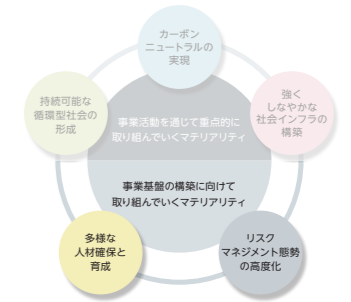 カーボン
ニュートラルの
実現
持続可能な
循環型社会の
形成
強く
しなやかな
社会インフラの
構築
事業活動を通じて重点的に
取り組んでいくマテリアリティ
事業基盤の構築に向けて
取り組んでいくマテリアリティ
多様な
人材確保と
育成
リスク
マネジメント態勢
の高度化